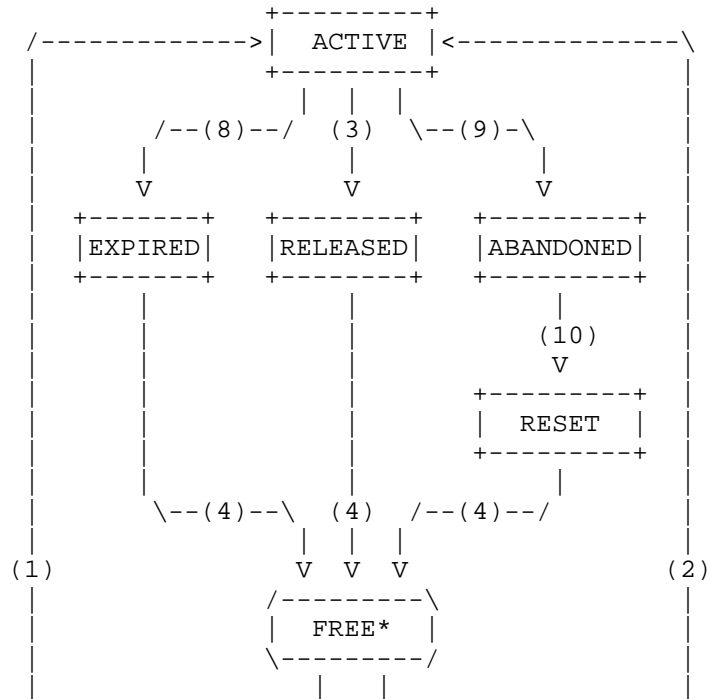 ACTIVE
(8) (3) (9)
V V V
EXPIRED RELEASED ABANDONED
(10)
V
RESET
(4) (4) (4)
(1) V V V (2)
FREE*